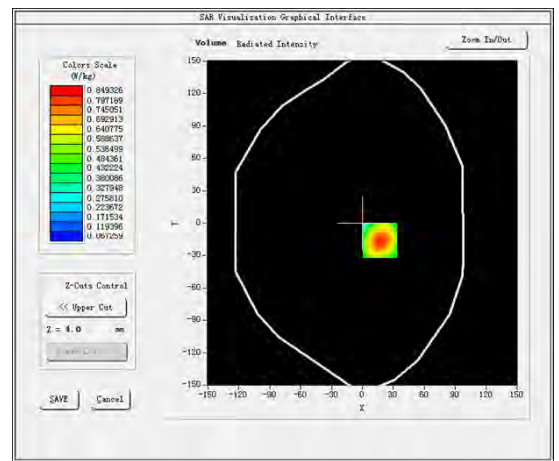 SAR Visualisation Graphical Interface
Volume Radiated Intensity
Zoom In/Out
Colors Scale
(W/kg)
0.849326
0.797189
0.745051
0.692913
0.640775
0.588637
0.536499
0.484361
0.432224
0.380086
0.327948
0.275810
0.223672
0.171534
0.119396
0.067259
Z-Cuts Control
<< Upper Cut
Z = 4.0 mm
SAVE
Cancel
150
120
90
60
30
0
-30
-60
-90
-120
-150
Y
-150 -120 -90 -60 -30 0 30 60 90 120 150
X